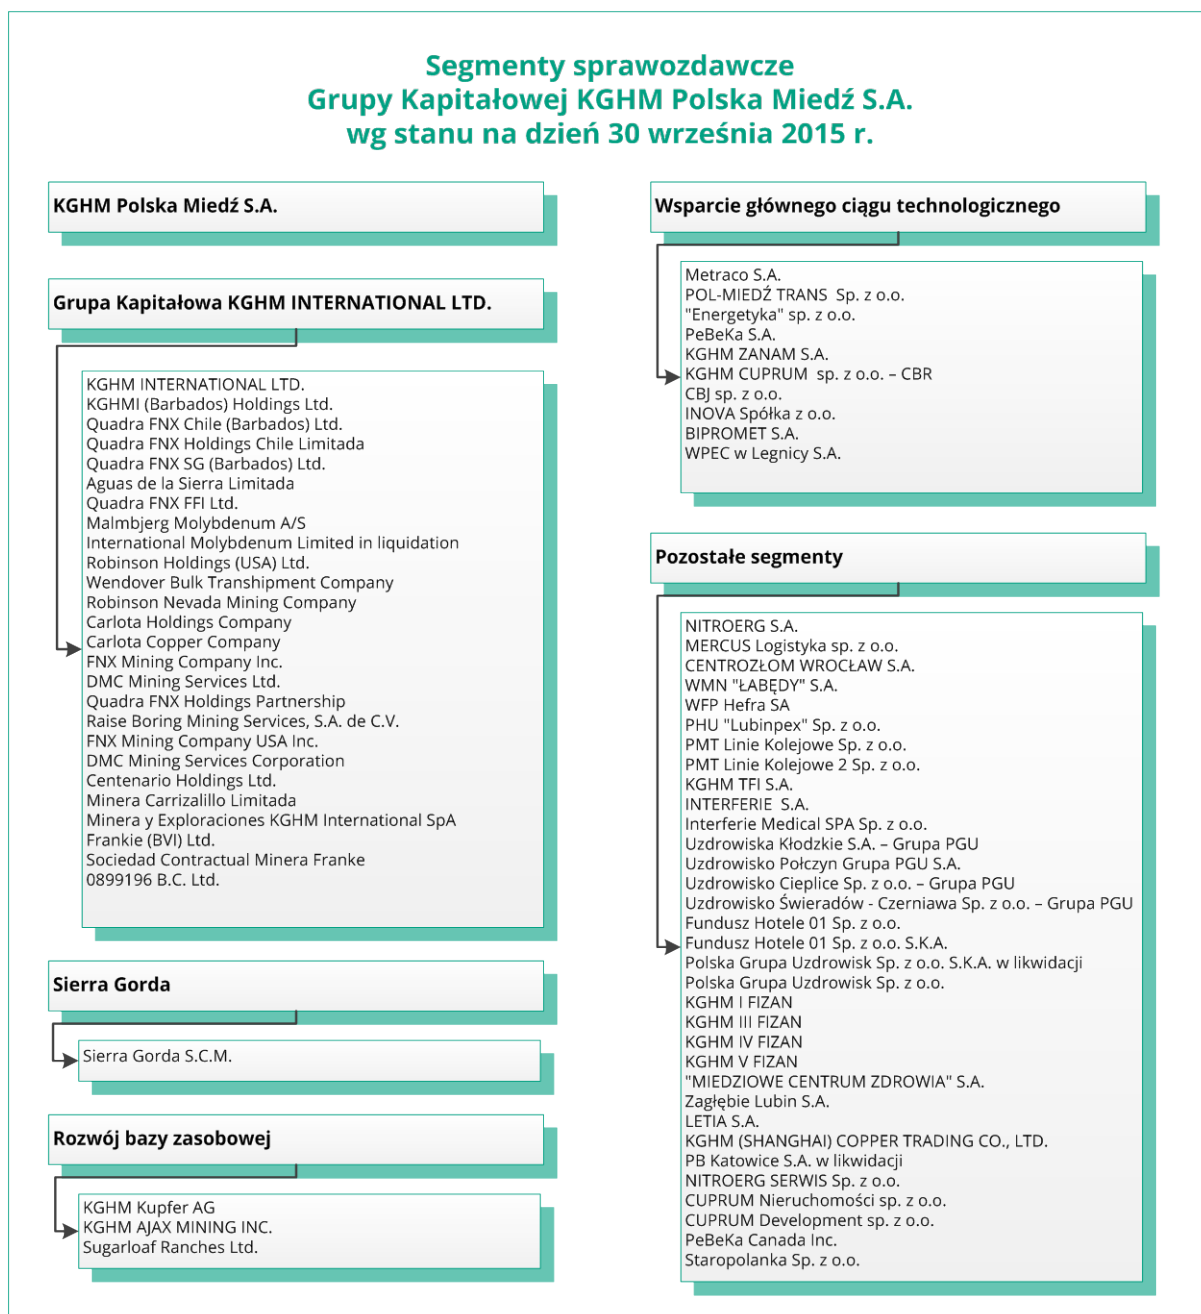 Segmenty sprawozdawcze
Grupy Kapitałowej KGHM Polska Miedź S.A.
wg stanu na dzień 30 września 2015 r.
KGHM Polska Miedź S.A.
Grupa Kapitałowa KGHM INTERNATIONAL LTD.
KGHM INTERNATIONAL LTD.
KGHMI (Barbados) Holdings Ltd.
Quadra FNX Chile (Barbados) Ltd.
Quadra FNX Holdings Chile Limitada
Quadra FNX SG (Barbados) Ltd.
Aguas de la Sierra Limitada
Quadra FNX FFI Ltd.
Malmbjerg Molybdenum A/S
International Molybdenum Limited in liquidation
Robinson Holdings (USA) Ltd.
Wendover Bulk Transhipment Company
Robinson Nevada Mining Company
Carlota Holdings Company
Carlota Copper Company
FNX Mining Company Inc.
DMC Mining Services Ltd.
Quadra FNX Holdings Partnership
Raise Boring Mining Services, S.A. de C.V.
FNX Mining Company USA Inc.
DMC Mining Services Corporation
Centenario Holdings Ltd.
Minera Carrizalillo Limitada
Minera y Exploraciones KGHM International SpA
Frankie (BVI) Ltd.
Sociedad Contractual Minera Franke
0899196 B.C. Ltd.
Sierra Gorda
Sierra Gorda S.C.M.
Rozwój bazy zasobowej
KGHM Kupfer AG
KGHM AJAX MINING INC.
Sugarloaf Ranches Ltd.
Wsparcie głównego ciągu technologicznego
Metraco S.A.
POL-MIEDŹ TRANS Sp. z o.o.
"Energetyka" sp. z o.o.
PeBeKa S.A.
KGHM ZANAM S.A.
KGHM CUPRUM sp. z o.o. – CBR
CBJ sp. z o.o.
INOVA Spółka z o.o.
BIPROMET S.A.
WPEC w Legnicy S.A.
Pozostałe segmenty
NITROERG S.A.
MERCUS Logistyka sp. z o.o.
CENTROZŁOM WROCŁAW S.A.
WMN "ŁABĘDY" S.A.
WFP Hefra SA
PHU "Lubinpex" Sp. z o.o.
PMT Linie Kolejowe Sp. z o.o.
PMT Linie Kolejowe 2 Sp. z o.o.
KGHM TFI S.A.
INTERFERIE S.A.
Interferie Medical SPA Sp. z o.o.
Uzdrowiska Kłodzkie S.A. – Grupa PGU
Uzdrowisko Połczyn Grupa PGU S.A.
Uzdrowisko Cieplice Sp. z o.o. – Grupa PGU
Uzdrowisko Świeradów - Czerniawa Sp. z o.o. – Grupa PGU
Fundusz Hotele 01 Sp. z o.o.
Fundusz Hotele 01 Sp. z o.o. S.K.A.
Polska Grupa Uzdrowisk Sp. z o.o. S.K.A. w likwidacji
Polska Grupa Uzdrowisk Sp. z o.o.
KGHM I FIZAN
KGHM III FIZAN
KGHM IV FIZAN
KGHM V FIZAN
"MIEDZIOWE CENTRUM ZDROWIA" S.A.
Zagłębie Lubin S.A.
LETIA S.A.
KGHM (SHANGHAI) COPPER TRADING CO., LTD.
PB Katowice S.A. w likwidacji
NITROERG SERWIS Sp. z o.o.
CUPRUM Nieruchomości sp. z o.o.
CUPRUM Development sp. z o.o.
PeBeKa Canada Inc.
Staropolanka Sp. z o.o.